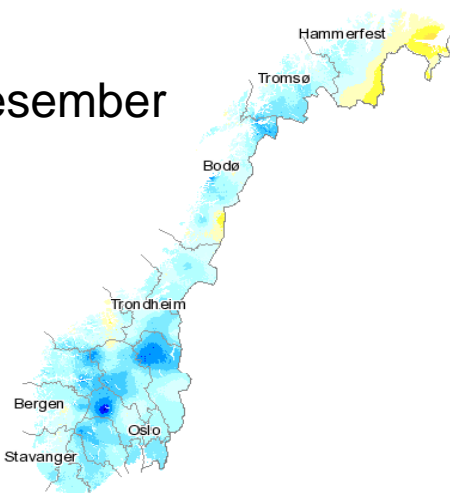 Hammerfest
Tromsø
esember
Bodø
Trondheim
Bergen
Oslo
Stavanger